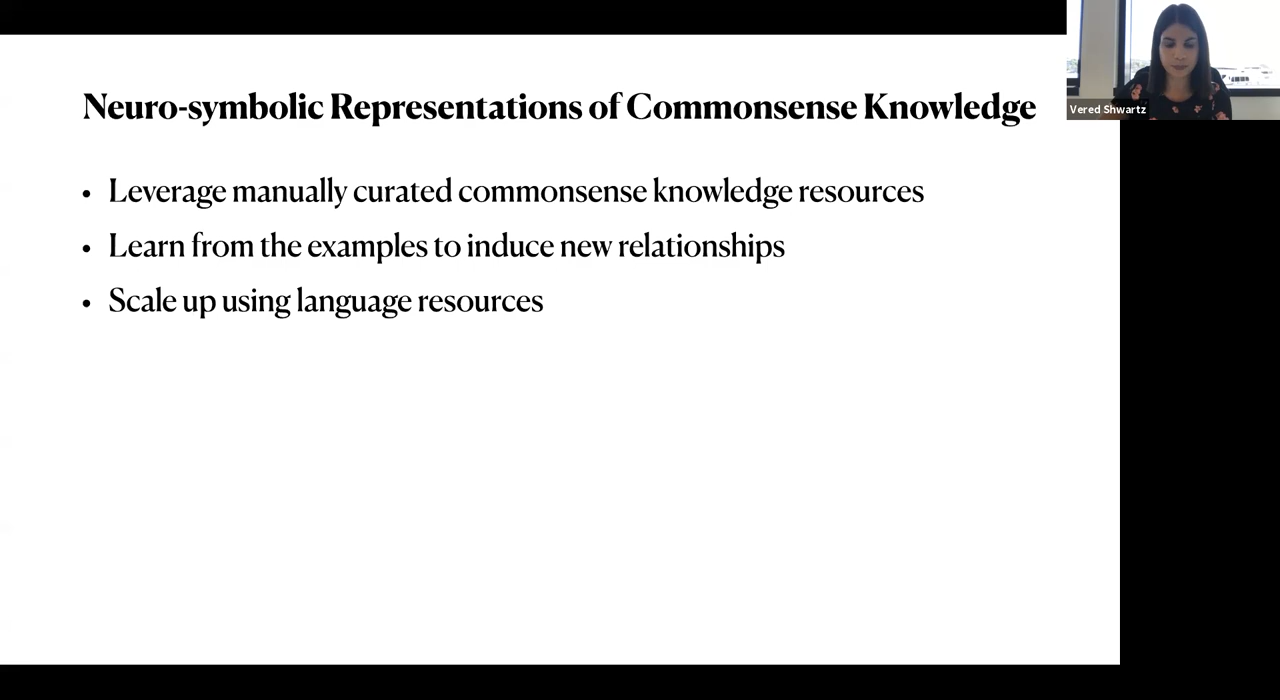 Neuro-symbolic Representations of Commonsense Knowledge
• Leverage manually curated commonsense knowledge resources
• Learn from the examples to induce new relationships
• Scale up using language resources
Vered Shwartz